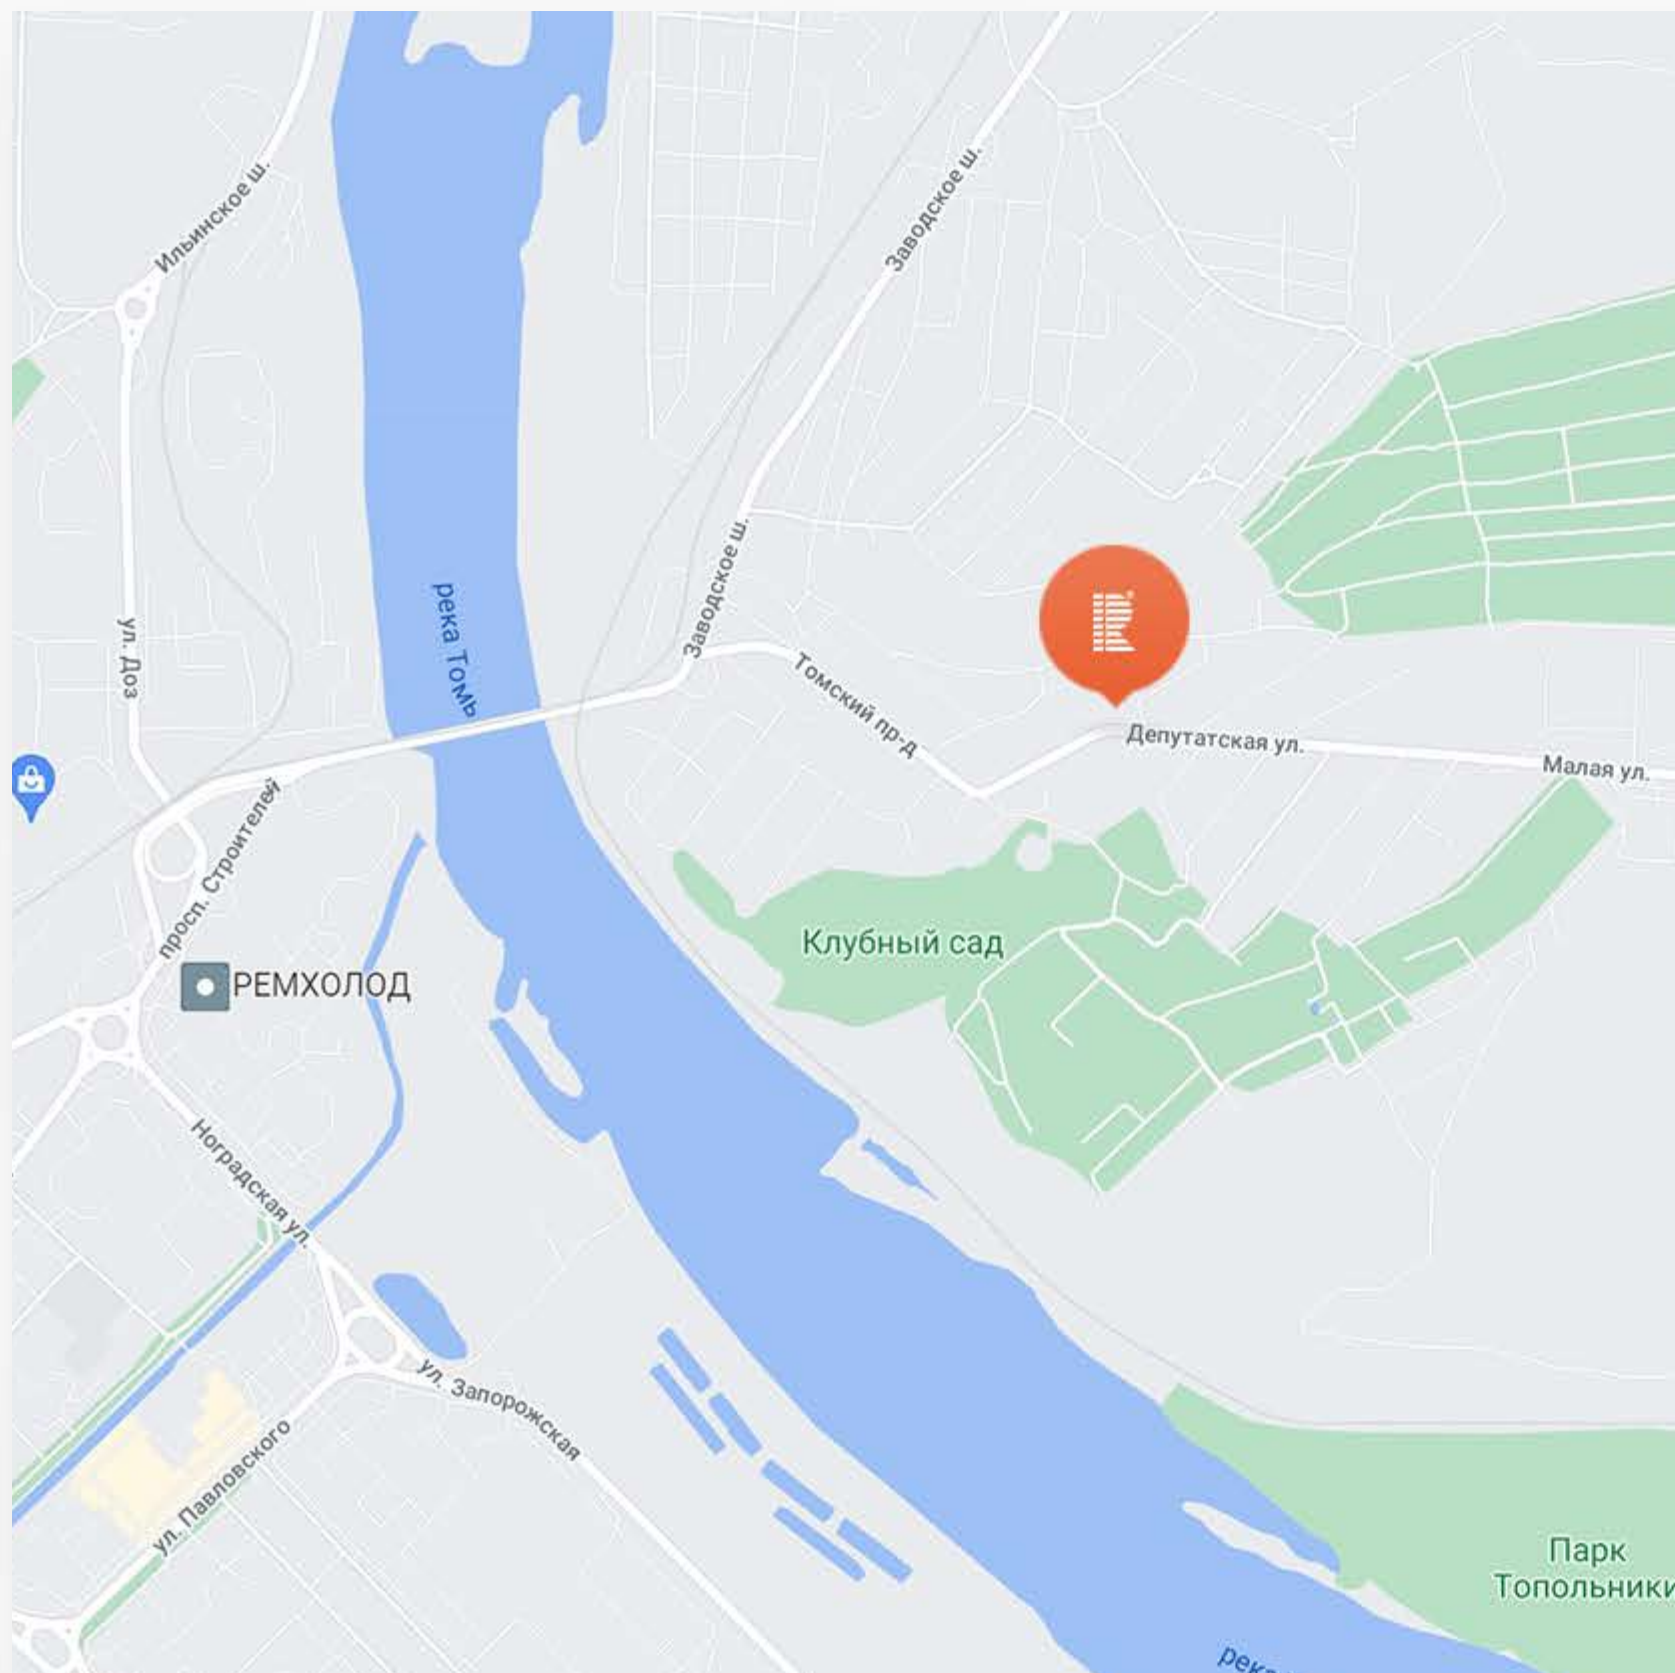 Ильинское ш.
Заводское ш.
река Томь
Заводское ш.
ул. Доз
Томский пр-д
Депутатская ул.
Малая ул.
просп. Строителей
Клубный сад
РЕМХОЛОД
Ноградская ул.
ул. Запорожская
ул. Павловского
Парк
Топольники
R